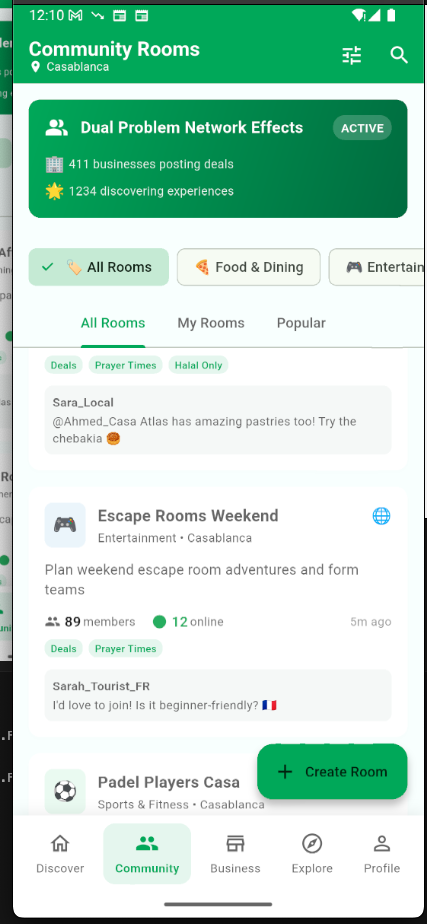 12:10
Community Rooms
Casablanca
Dual Problem Network Effects
ACTIVE
🏢 411 businesses posting deals
🌟 1234 discovering experiences
🏷️ All Rooms
🍕 Food & Dining
🎮 Entertain
All Rooms
My Rooms
Popular
Deals
Prayer Times
Halal Only
Sara_Local
@Ahmed_Casa Atlas has amazing pastries too! Try the
chebakia 🥮
Escape Rooms Weekend
Entertainment • Casablanca
Plan weekend escape room adventures and form
teams
89 members
12 online
5m ago
Deals
Prayer Times
Sarah_Tourist_FR
I'd love to join! Is it beginner-friendly? 🇫🇷
Padel Players Casa
Sports & Fitness • Casablanca
Create Room
Discover
Community
Business
Explore
Profile